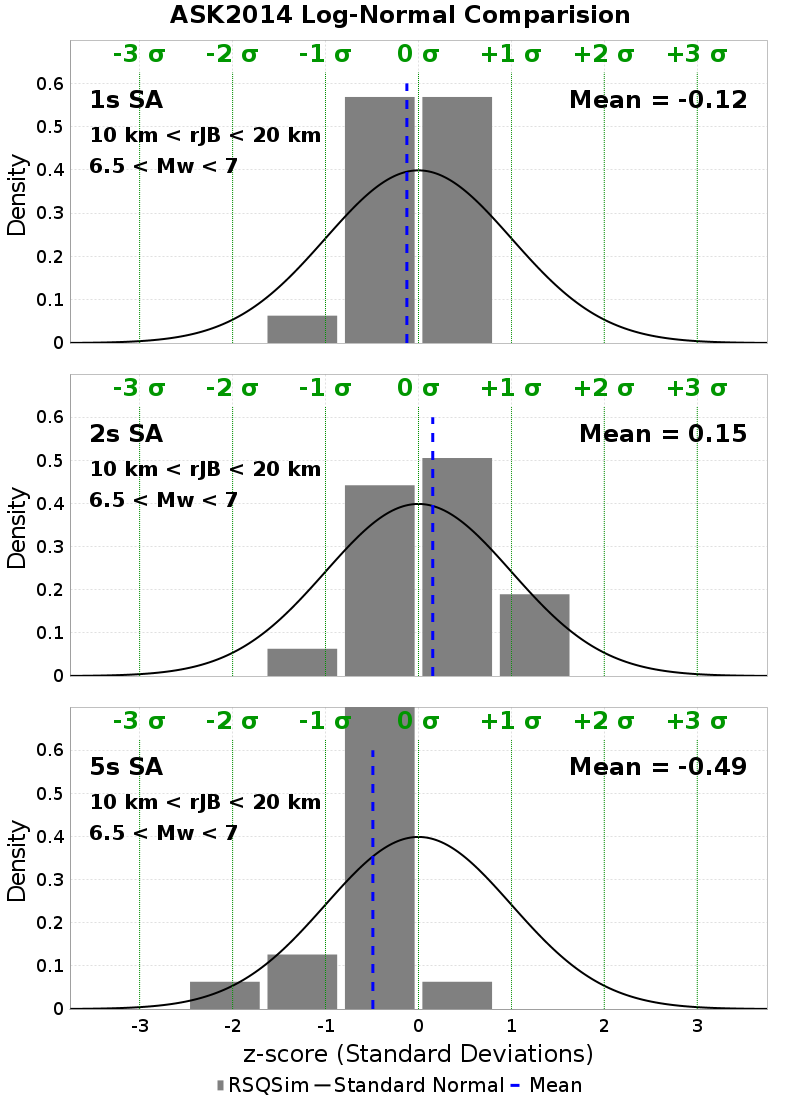 ASK2014 Log-Normal Comparision
-3 σ -2 σ -1 σ 0 σ +1 σ +2 σ +3 σ
1s SA
Mean = -0.12
10 km < rJB < 20 km
6.5 < Mw < 7
Density
0.6
0.5
0.4
0.3
0.2
0.1
0
-3 σ -2 σ -1 σ 0 σ +1 σ +2 σ +3 σ
2s SA
Mean = 0.15
10 km < rJB < 20 km
6.5 < Mw < 7
Density
0.6
0.5
0.4
0.3
0.2
0.1
0
-3 σ -2 σ -1 σ 0 σ +1 σ +2 σ +3 σ
5s SA
Mean = -0.49
10 km < rJB < 20 km
6.5 < Mw < 7
Density
0.6
0.5
0.4
0.3
0.2
0.1
0
-3 -2 -1 0 1 2 3
z-score (Standard Deviations)
RSQSim Standard Normal Mean